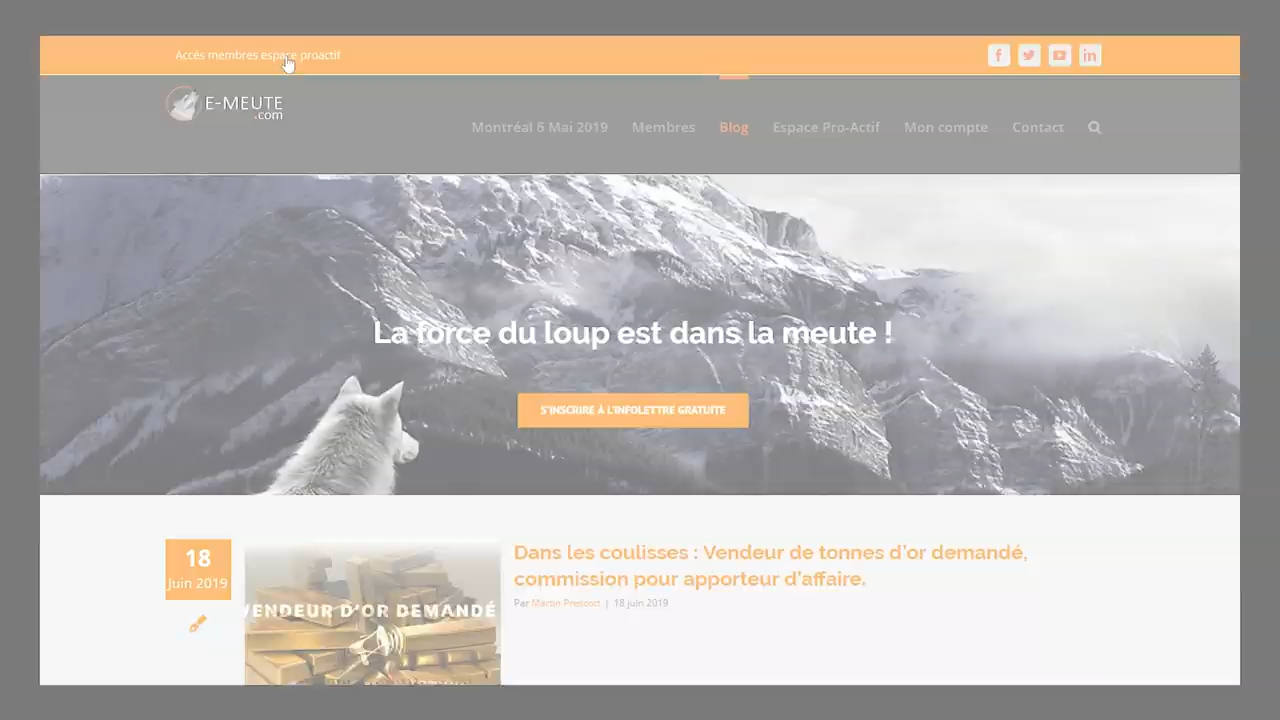 Accès membres espace proactif
E-MEUTE
.com
Montréal 6 Mai 2019 Membres Blog Espace Pro-Actif Mon compte Contact
La force du loup est dans la meute !
S'INSCRIRE À L'INFOLETTRE GRATUITE
18
Juin 2019
VENDEUR D'OR DEMANDÉ
Dans les coulisses : Vendeur de tonnes d'or demandé,
commission pour apporteur d'affaire.
Par Martin Prescott | 18 juin 2019